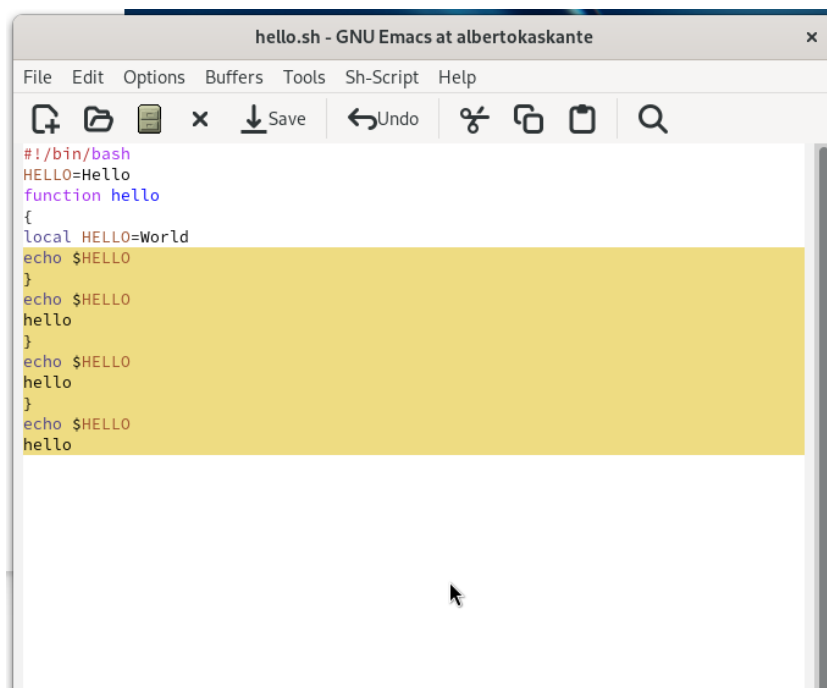 hello.sh - GNU Emacs at albertokaskante
File Edit Options Buffers Tools Sh-Script Help
Save Undo
#!/bin/bash
HELLO=Hello
function hello
{
local HELLO=World
echo $HELLO
}
echo $HELLO
hello
}
echo $HELLO
hello
}
echo $HELLO
hello